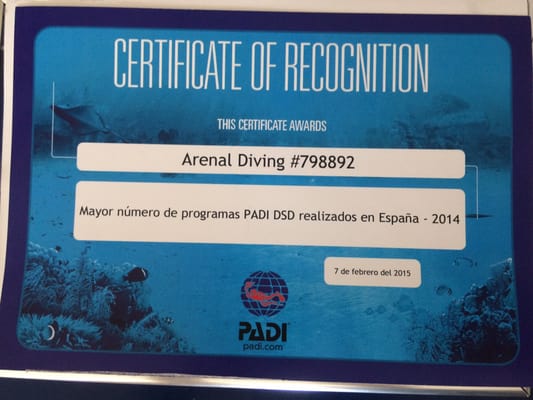 CERTIFICATE OF RECOGNITION
THIS CERTIFICATE AWARDS
Arenal Diving #798892
Mayor número de programas PADI DSD realizados en España - 2014
7 de febrero del 2015
PADI
padi.com